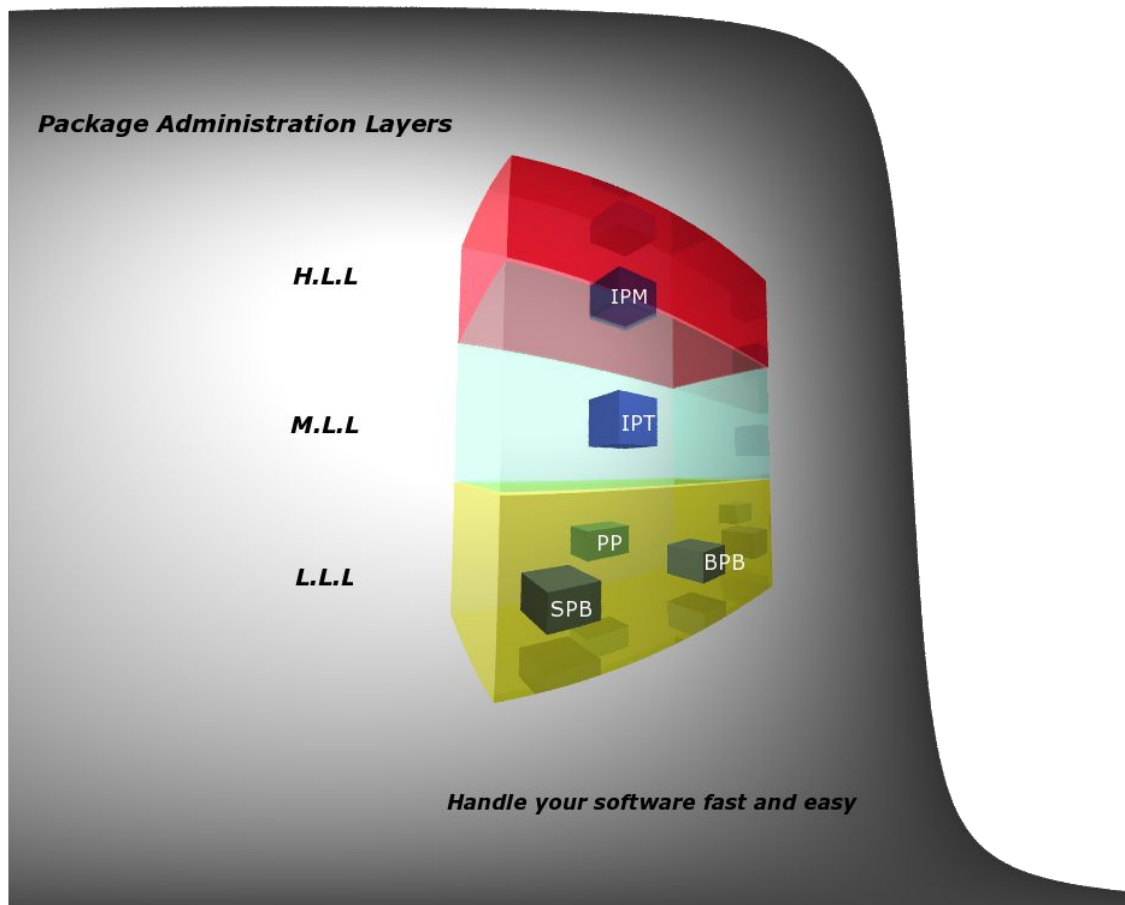 Package Administration Layers
H.L.L
IPM
M.L.L
IPT
L.L.L
PP
BPB
SPB
Handle your software fast and easy